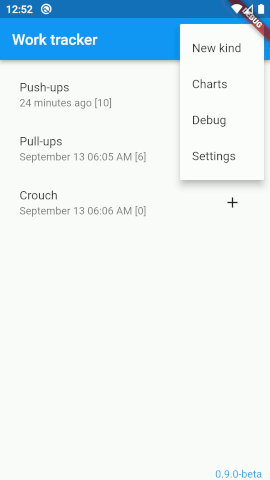 12:52
DEBUG
Work tracker
New kind
Charts
Debug
Settings
Push-ups
24 minutes ago [10]
Pull-ups
September 13 06:05 AM [6]
Crouch
September 13 06:06 AM [0]
0.9.0-beta